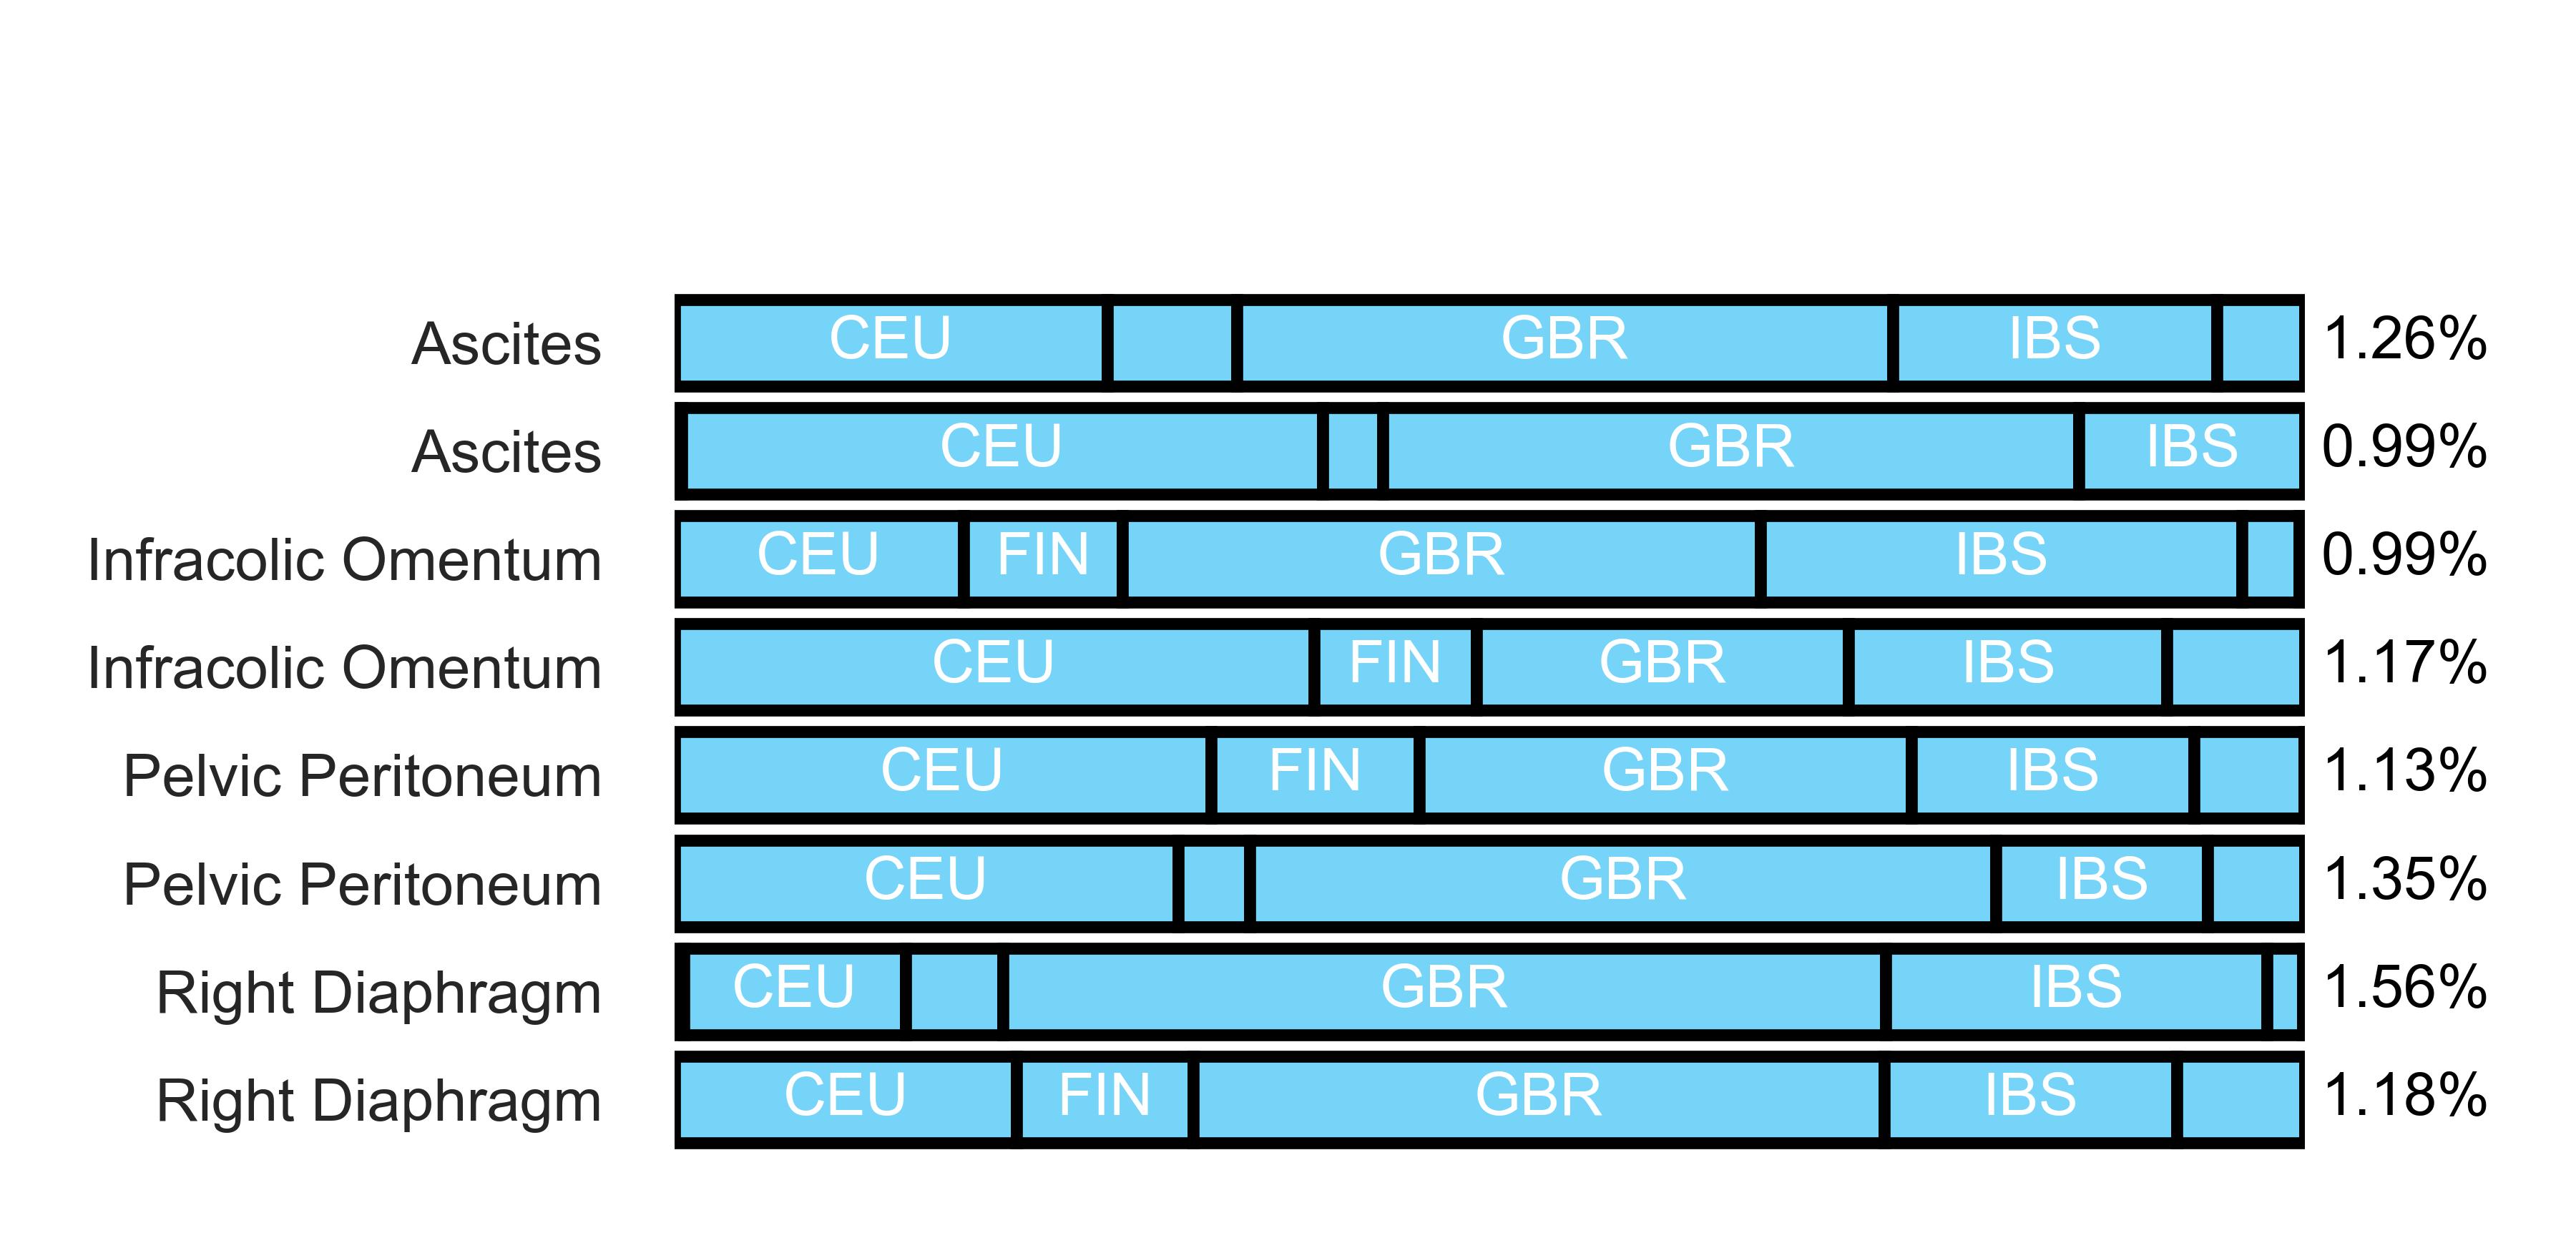 Ascites CEU GBR IBS 1.26%
Ascites CEU GBR IBS 0.99%
Infracolic Omentum CEU FIN GBR IBS 0.99%
Infracolic Omentum CEU FIN GBR IBS 1.17%
Pelvic Peritoneum CEU FIN GBR IBS 1.13%
Pelvic Peritoneum CEU GBR IBS 1.35%
Right Diaphragm CEU GBR IBS 1.56%
Right Diaphragm CEU FIN GBR IBS 1.18%